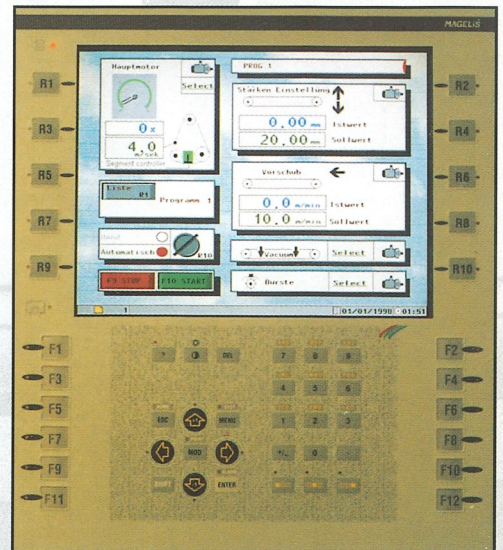 MAGELIS
R1
R3
R5
R7
R9
R2
R4
R6
R8
R10
Hauptmotor
Select
0 x
4,0
m/sek
Segment controller
Liste
R1
Programm 1
Hand
Automatisch
R10
F9 STOP
F10 START
PROG 1
Stärken Einstellung
0,00 mm Istwert
20,00 mm Sollwert
Vorschub
0,0 m/min Istwert
10,0 m/min Sollwert
Vacuum Select
Bürste Select
1
01/01/1998 01:51
F1
F3
F5
F7
F9
F11
F2
F4
F6
F8
F10
F12
? DEL
ESC MENU
MOD
SHIFT ENTER
7 8 9
4 5 6
1 2 3
+/- 0 .